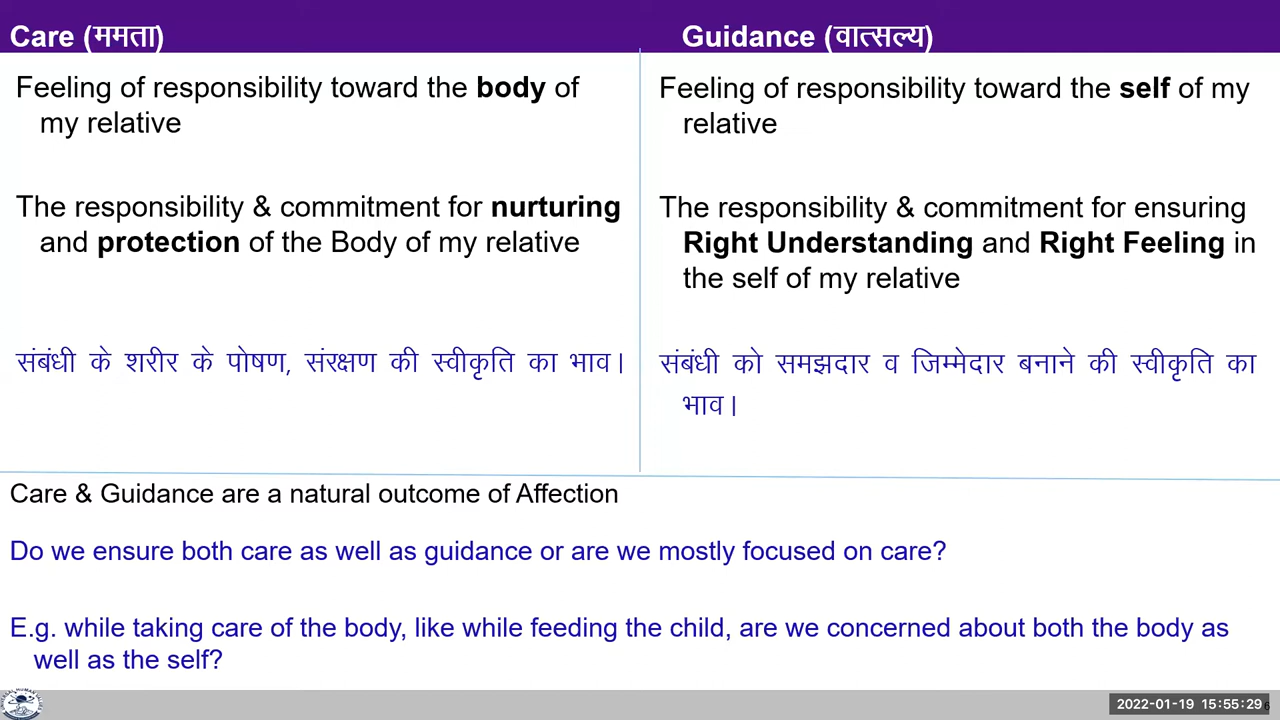 Care (ममता)
Feeling of responsibility toward the body of
my relative
The responsibility & commitment for nurturing
and protection of the Body of my relative
संबंधी के शरीर के पोषण, संरक्षण की स्वीकृति का भाव।
Guidance (वात्सल्य)
Feeling of responsibility toward the self of my
relative
The responsibility & commitment for ensuring
Right Understanding and Right Feeling in
the self of my relative
संबंधी को समझदार व जिम्मेदार बनाने की स्वीकृति का
भाव।
Care & Guidance are a natural outcome of Affection
Do we ensure both care as well as guidance or are we mostly focused on care?
E.g. while taking care of the body, like while feeding the child, are we concerned about both the body as
well as the self?
2022-01-19 15:55:29
6